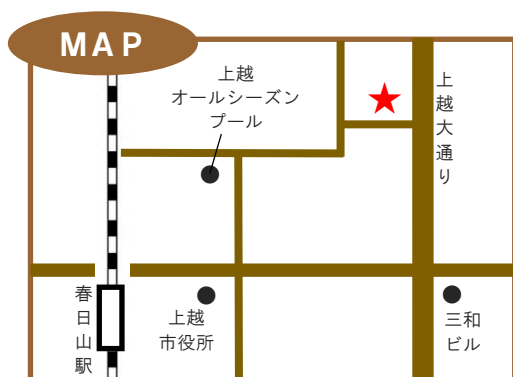 MAP
上越
オールシーズン
プール
上越大通り
春日山駅
上越
市役所
三和
ビル